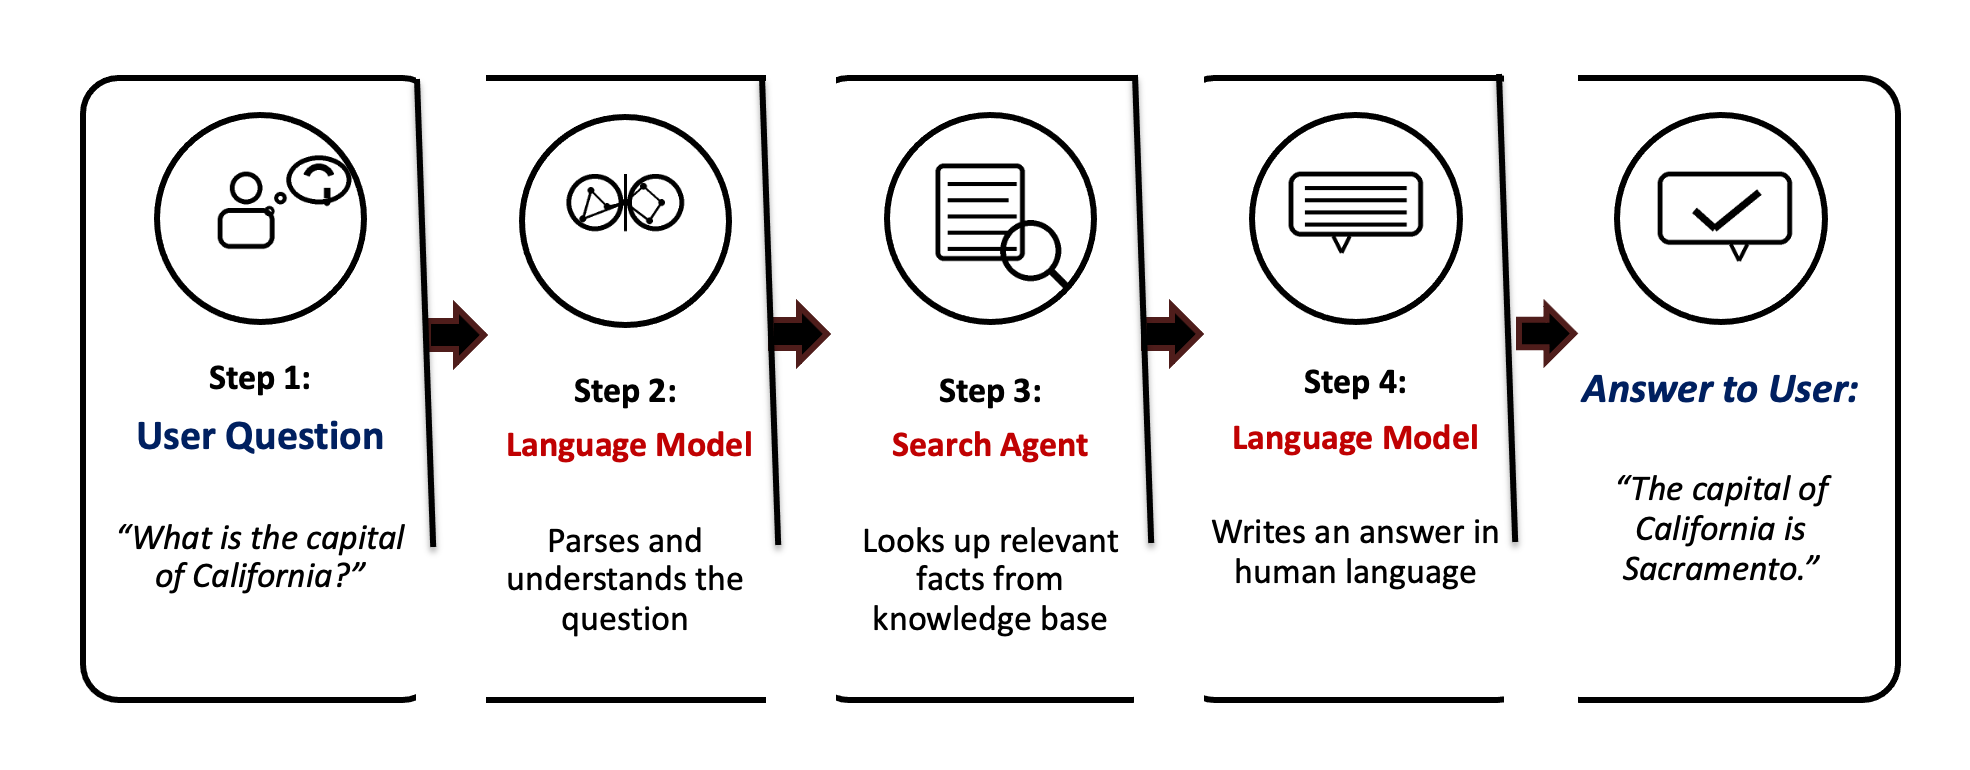 Step 1:
User Question
“What is the capital
of California?”
Step 2:
Language Model
Parses and
understands the
question
Step 3:
Search Agent
Looks up relevant
facts from
knowledge base
Step 4:
Language Model
Writes an answer in
human language
Answer to User:
“The capital of
California is
Sacramento.”